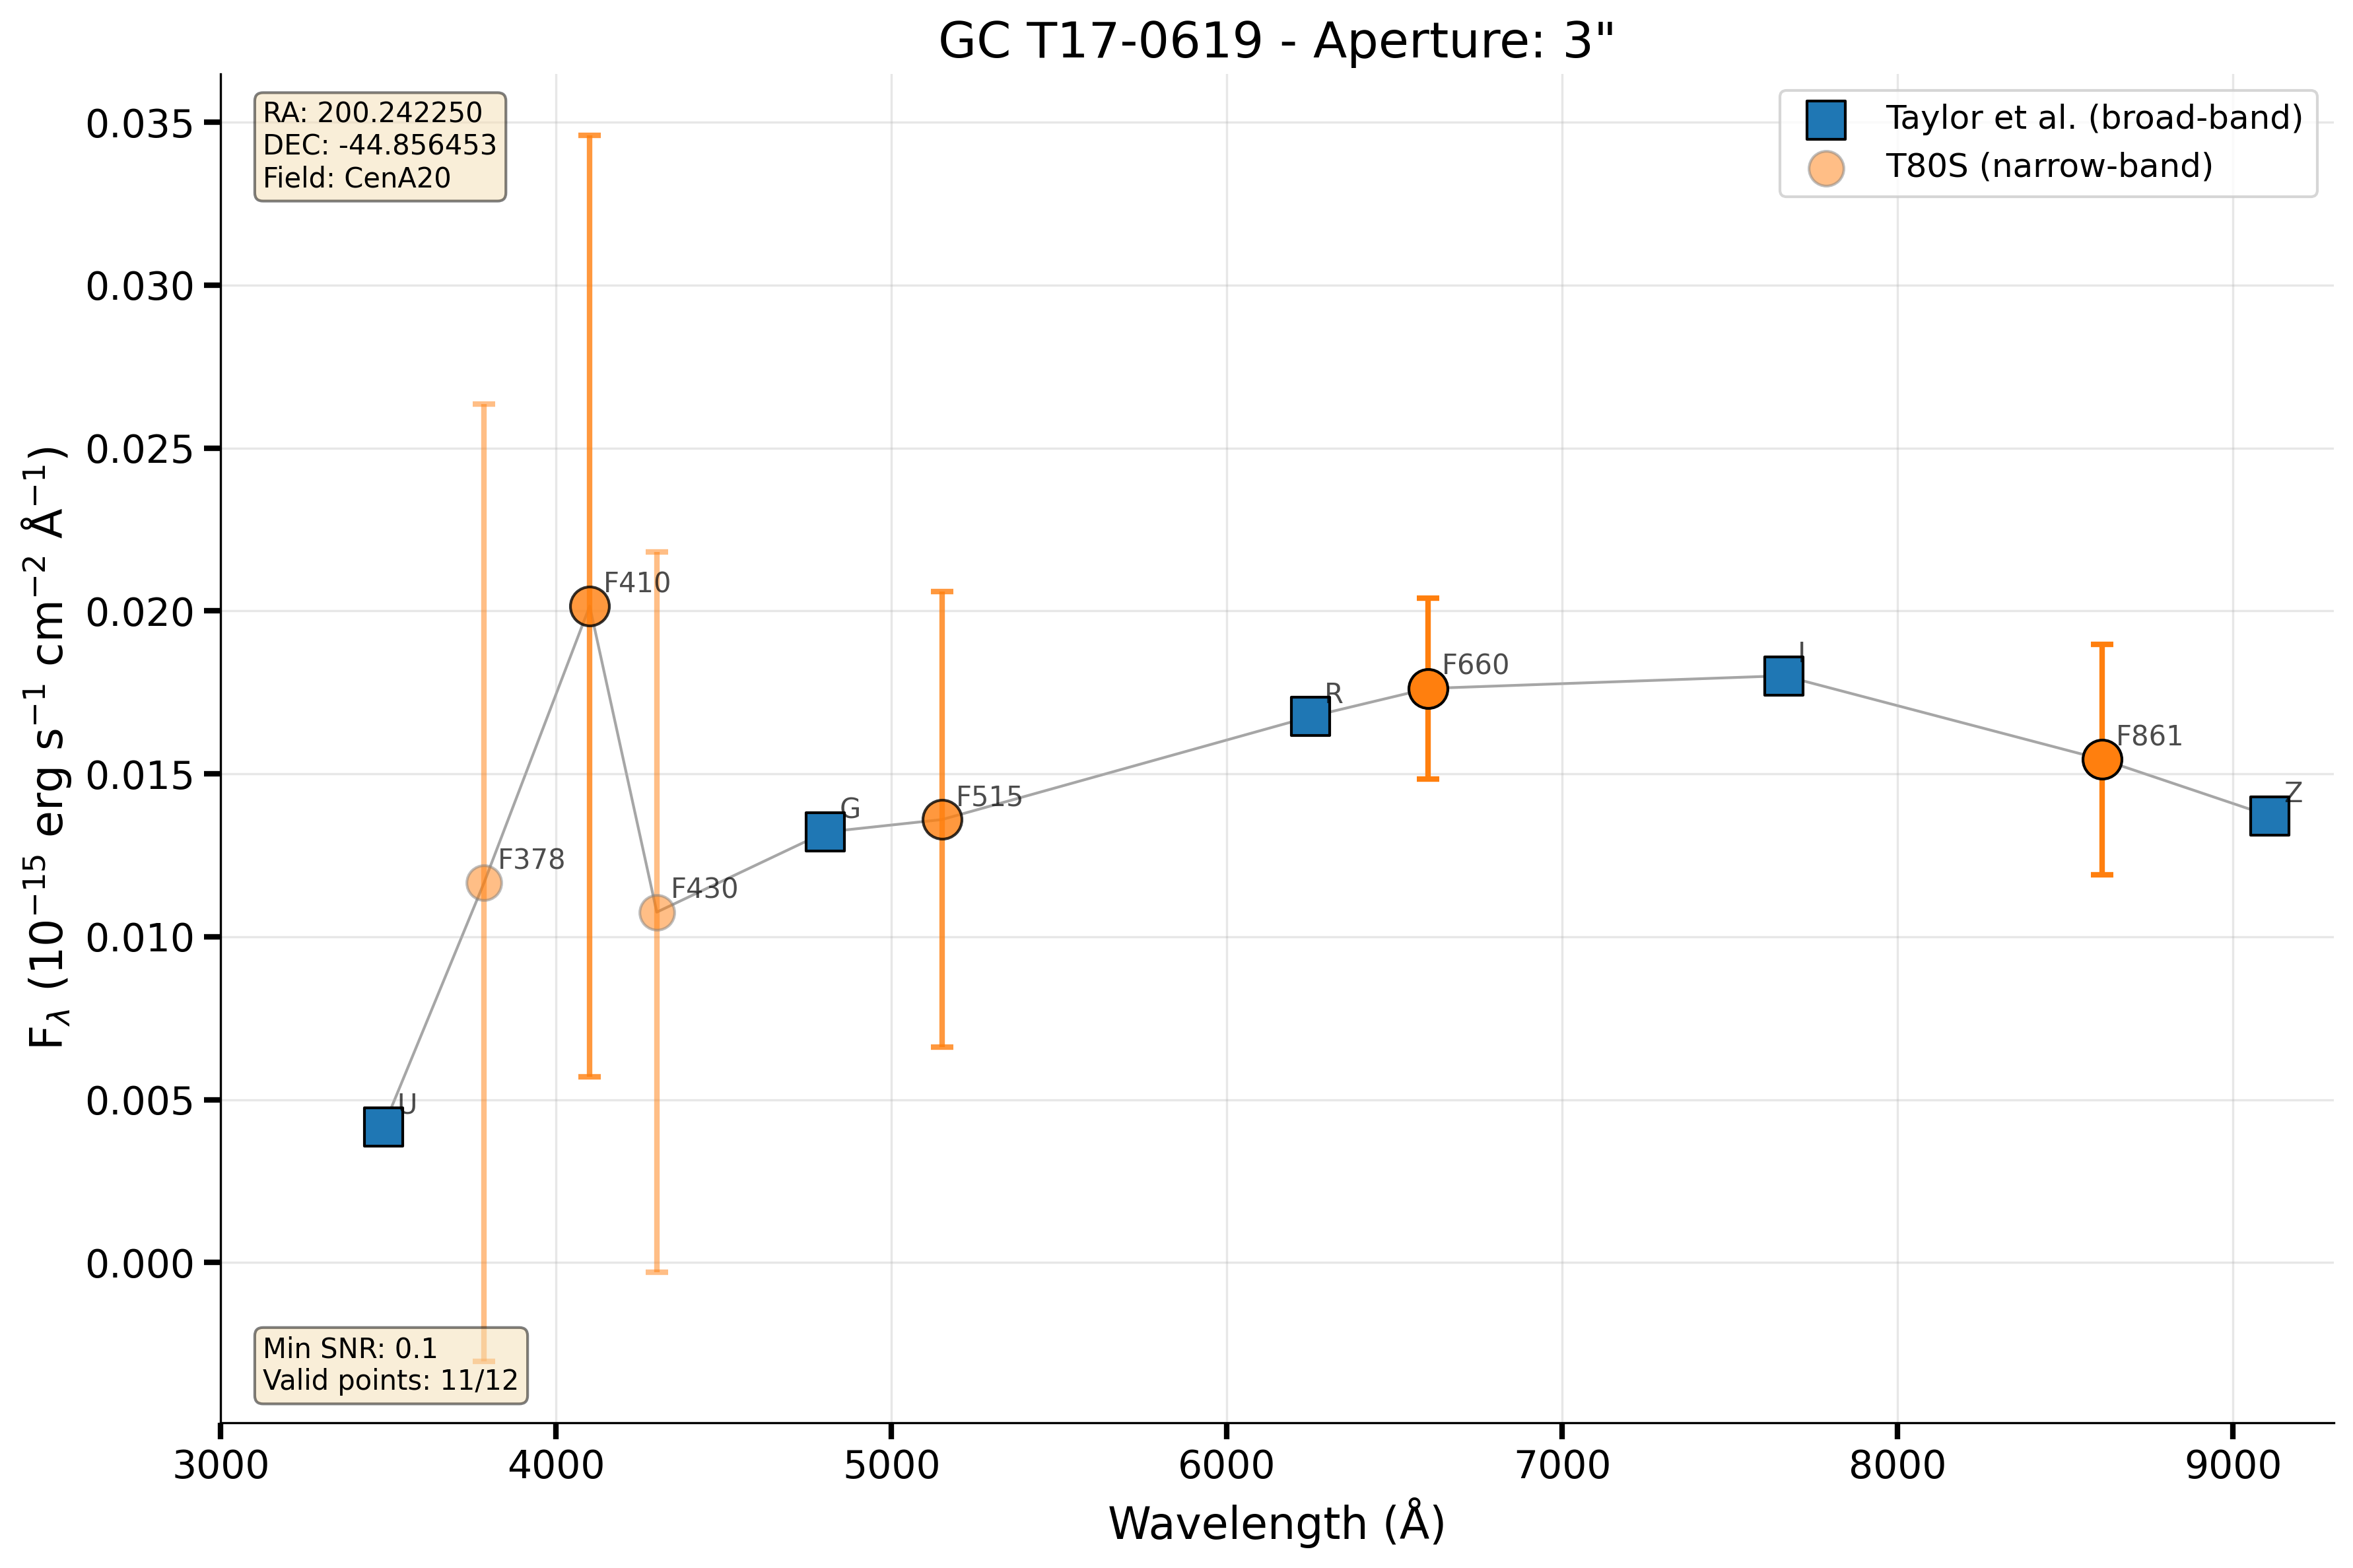 GC T17-0619 - Aperture: 3"
RA: 200.242250
DEC: -44.856453
Field: CenA20
Taylor et al. (broad-band)
T80S (narrow-band)
F_λ (10⁻¹⁵ erg s⁻¹ cm⁻² Å⁻¹)
0.035
0.030
0.025
0.020
0.015
0.010
0.005
0.000
U
F378
F410
F430
G
F515
R
F660
I
F861
Z
Min SNR: 0.1
Valid points: 11/12
3000
4000
5000
6000
7000
8000
9000
Wavelength (Å)